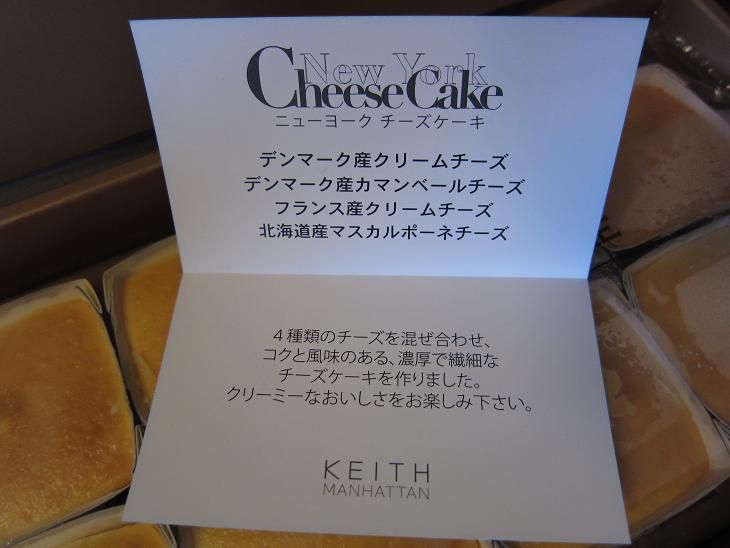 New York
CheeseCake
ニューヨーク チーズケーキ
デンマーク産クリームチーズ
デンマーク産カマンベールチーズ
フランス産クリームチーズ
北海道産マスカルポーネチーズ
4種類のチーズを混ぜ合わせ、
コクと風味のある、濃厚で繊細な
チーズケーキを作りました。
クリーミーなおいしさをお楽しみ下さい。
KEITH
MANHATTAN